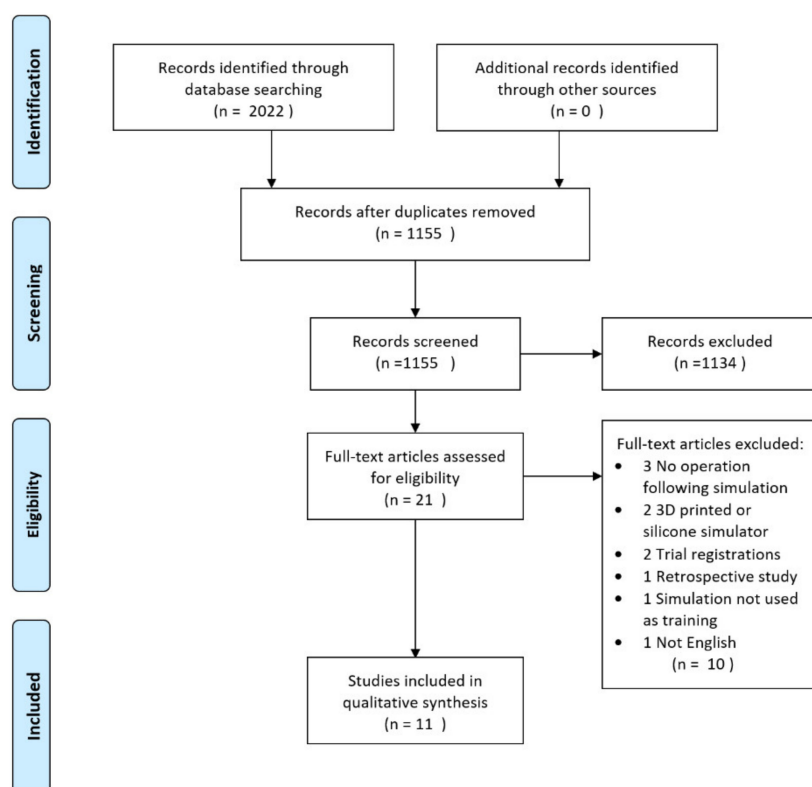 Identification
Records identified through
database searching
(n = 2022 )
Additional records identified
through other sources
(n = 0 )
Records after duplicates removed
(n = 1155 )
Screening
Records screened
(n =1155 )
Records excluded
(n =1134 )
Eligibility
Full-text articles assessed
for eligibility
(n = 21 )
Full-text articles excluded:
• 3 No operation
following simulation
• 2 3D printed or
silicone simulator
• 2 Trial registrations
• 1 Retrospective study
• 1 Simulation not used
as training
• 1 Not English
(n = 10 )
Included
Studies included in
qualitative synthesis
(n = 11 )